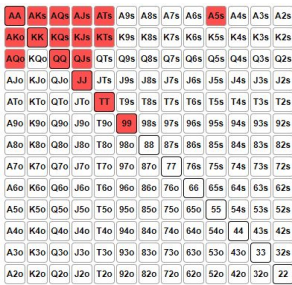 AA AKs AQs AJs ATs A9s A8s A7s A6s A5s A4s A3s A2s
AKo KK KQs KJs KTs K9s K8s K7s K6s K5s K4s K3s K2s
AQo KQo QQ QJs QTs Q9s Q8s Q7s Q6s Q5s Q4s Q3s Q2s
AJo KJo QJo JJ JTs J9s J8s J7s J6s J5s J4s J3s J2s
ATo KTo QTo JTo TT T9s T8s T7s T6s T5s T4s T3s T2s
A9o K9o Q9o J9o T9o 99 98s 97s 96s 95s 94s 93s 92s
A8o K8o Q8o J8o T8o 98o 88 87s 86s 85s 84s 83s 82s
A7o K7o Q7o J7o T7o 97o 87o 77 76s 75s 74s 73s 72s
A6o K6o Q6o J6o T6o 96o 86o 76o 66 65s 64s 63s 62s
A5o K5o Q5o J5o T5o 95o 85o 75o 65o 55 54s 53s 52s
A4o K4o Q4o J4o T4o 94o 84o 74o 64o 54o 44 43s 42s
A3o K3o Q3o J3o T3o 93o 83o 73o 63o 53o 43o 33 32s
A2o K2o Q2o J2o T2o 92o 82o 72o 62o 52o 42o 32o 22